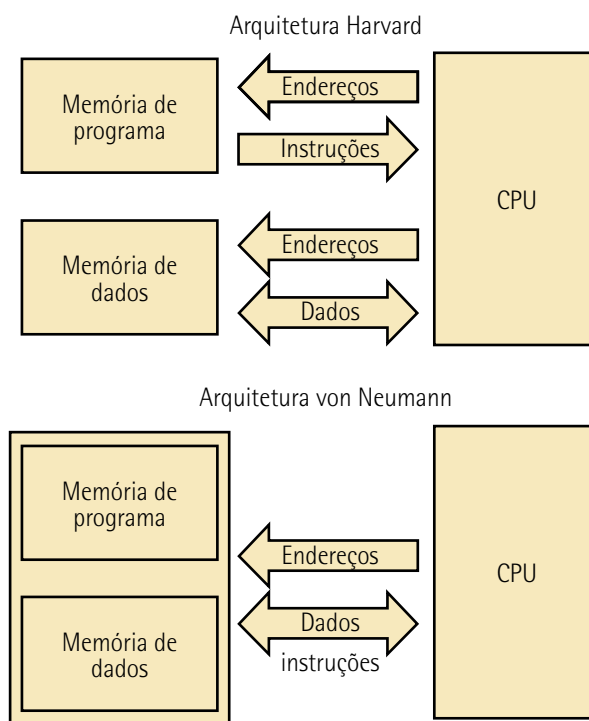 Arquitetura Harvard
Memória de
programa
Endereços
Instruções
CPU
Memória de
dados
Endereços
Dados
Arquitetura von Neumann
Memória de
programa
Endereços
CPU
Memória de
dados
Dados
instruções